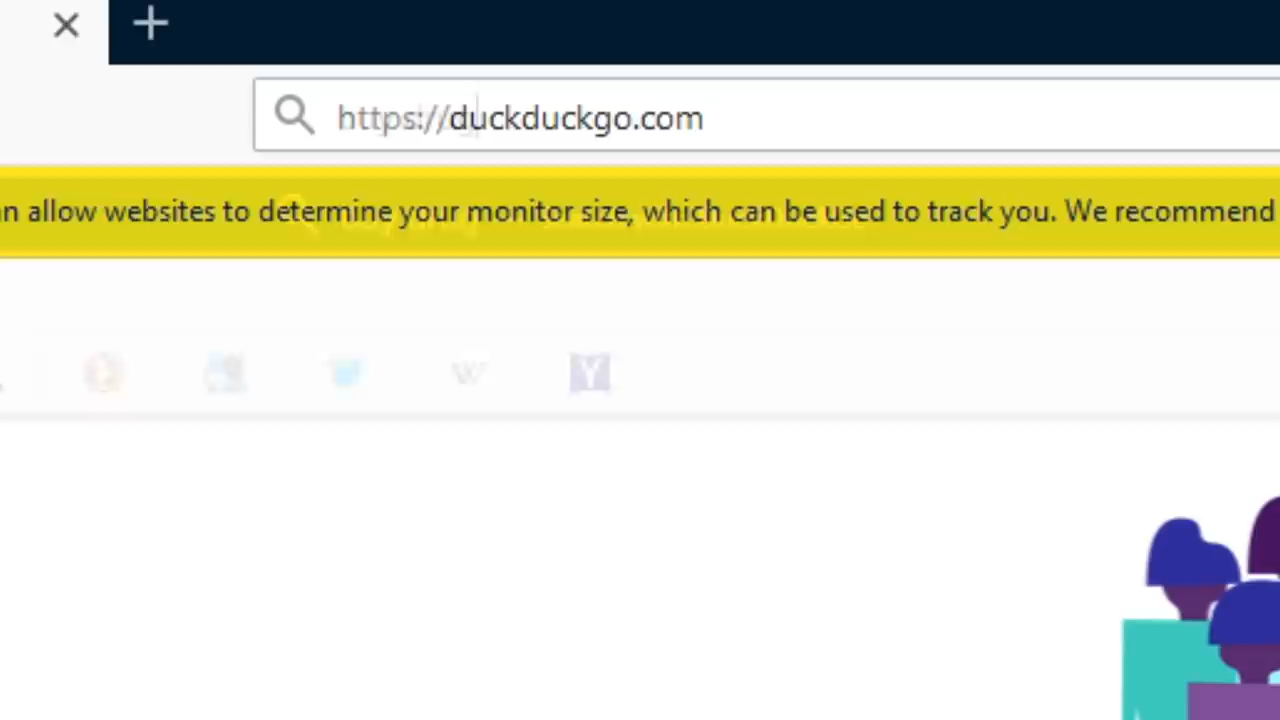 https://duckduckgo.com
allow websites to determine your monitor size, which can be used to track you. We recommend
W
Y